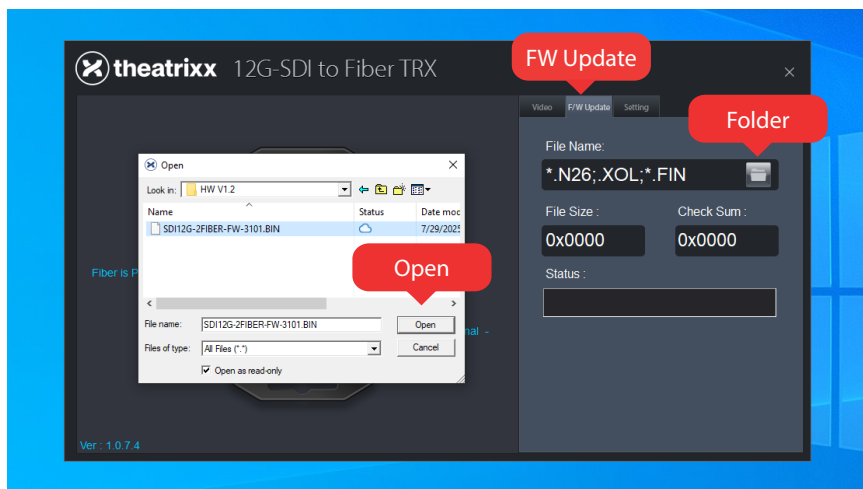 theatrixx 12G-SDI to Fiber TRX
FW Update
Video F/W Update Setting
Folder
File Name:
*.N26;.XOL;*.FIN
File Size :
Check Sum :
0x0000
0x0000
Status :
Open
Look in: HW V1.2
Name Status Date moc
SDI12G-2FIBER-FW-3101.BIN 7/29/2025
Open
File name: SDI12G-2FIBER-FW-3101.BIN Open
Files of type: All Files (*.*) Cancel
Open as read-only
Fiber is P
nal -
Ver : 1.0.7.4